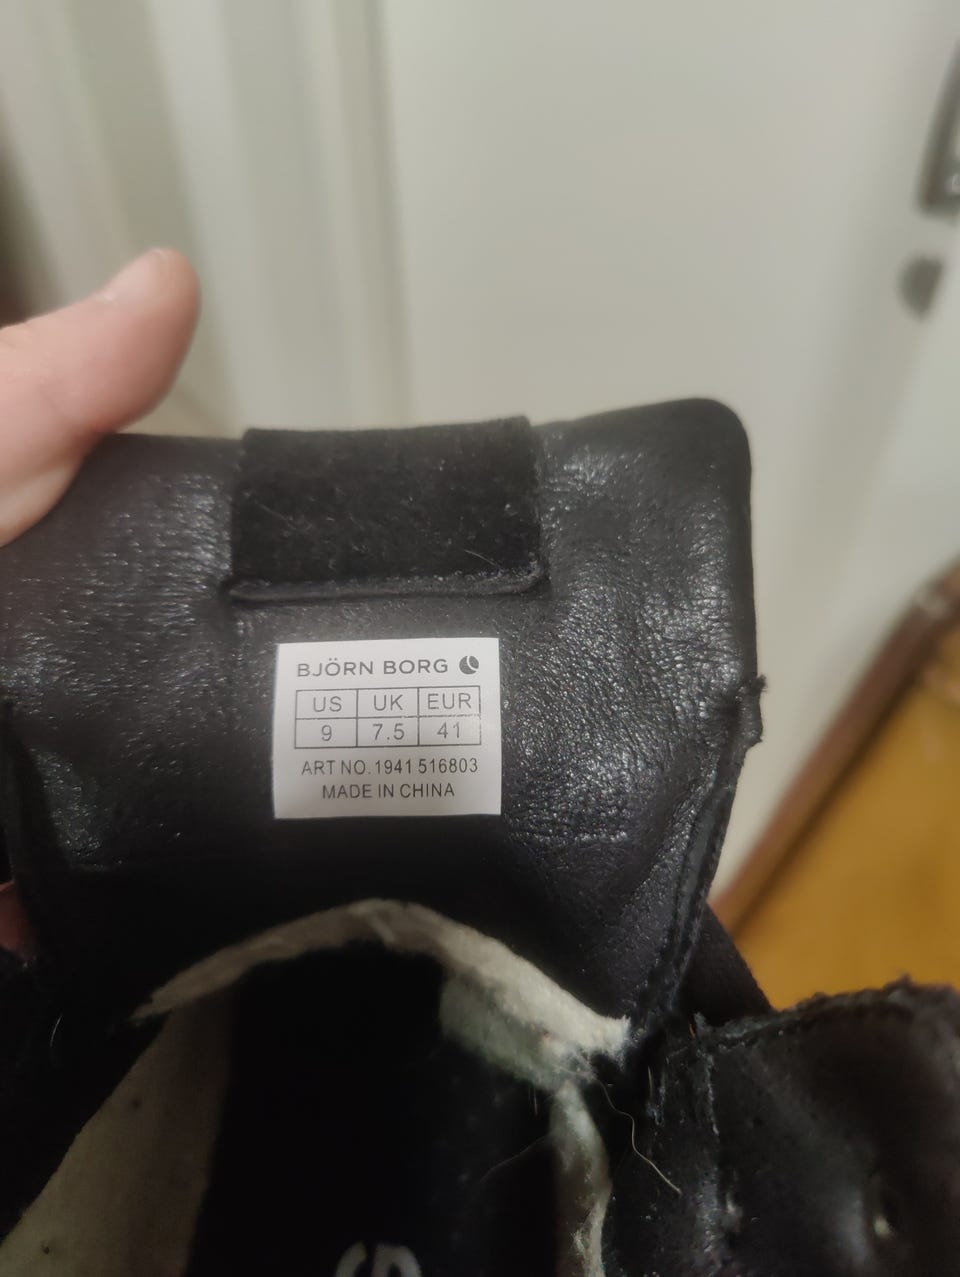 BJÖRN BORG
US UK EUR
9 7.5 41
ART NO. 1941 516803
MADE IN CHINA